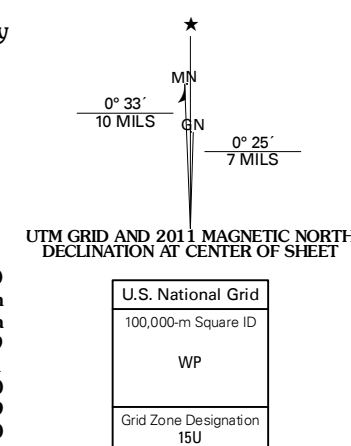 y
★
MN
0° 33´
10 MILS
GN
0° 25´
7 MILS
UTM GRID AND 2011 MAGNETIC NORTH
DECLINATION AT CENTER OF SHEET
U.S. National Grid
100,000-m Square ID
WP
Grid Zone Designation
15U